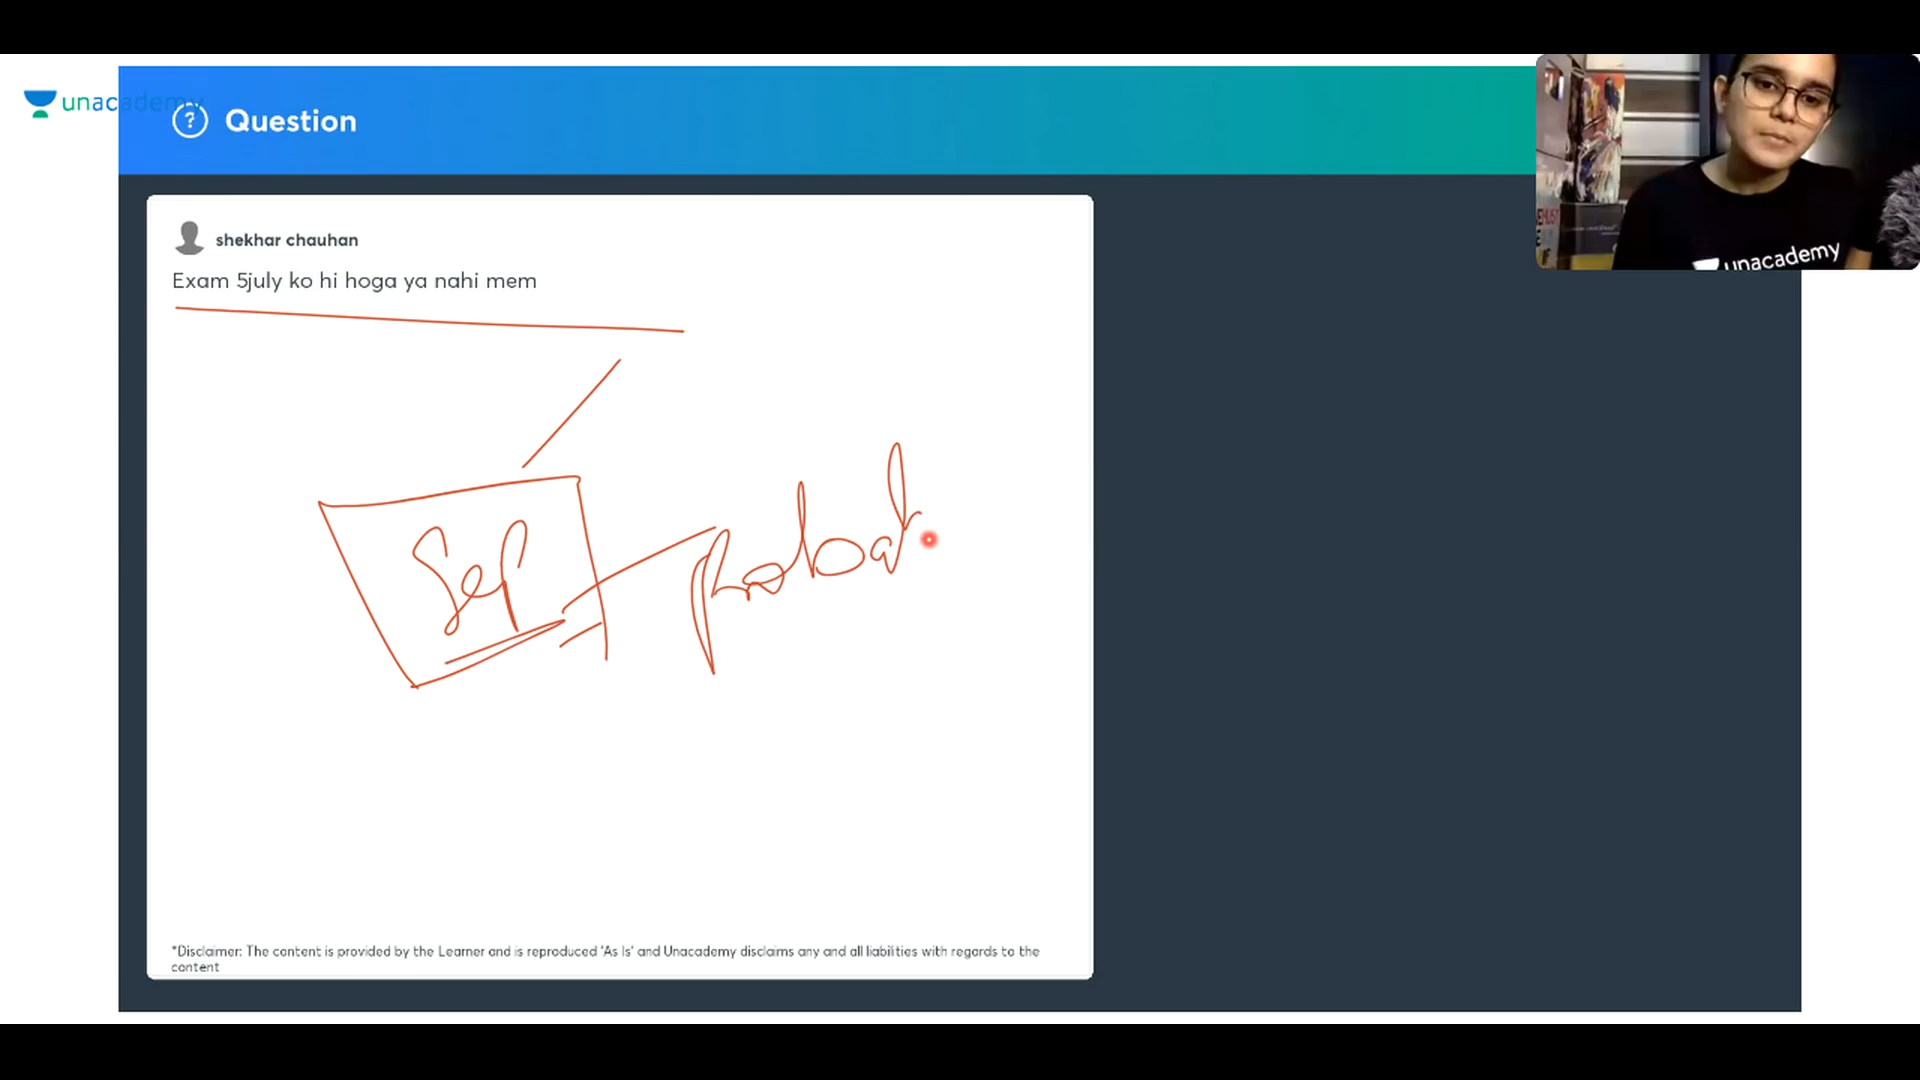 unacademy
? Question
shekhar chauhan
Exam 5july ko hi hoga ya nahi mem
Sep
probab
*Disclaimer: The content is provided by the Learner and is reproduced 'As Is' and Unacademy disclaims any and all liabilities with regards to the
content
unacademy